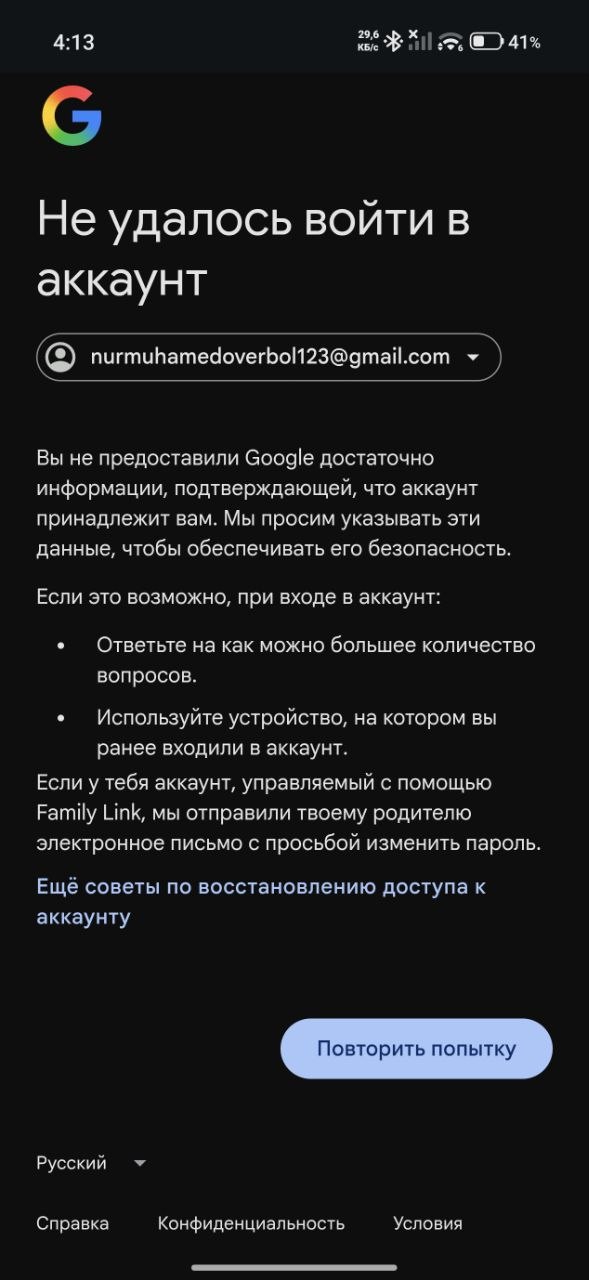 4:13
29,6
КБ/с
6
41%
G
Не удалось войти в
аккаунт
nurmuhamedoverbol123@gmail.com
Вы не предоставили Google достаточно
информации, подтверждающей, что аккаунт
принадлежит вам. Мы просим указывать эти
данные, чтобы обеспечивать его безопасность.
Если это возможно, при входе в аккаунт:
• Ответьте на как можно большее количество
вопросов.
• Используйте устройство, на котором вы
ранее входили в аккаунт.
Если у тебя аккаунт, управляемый с помощью
Family Link, мы отправили твоему родителю
электронное письмо с просьбой изменить пароль.
Ещё советы по восстановлению доступа к
аккаунту
Повторить попытку
Русский
Справка Конфиденциальность Условия